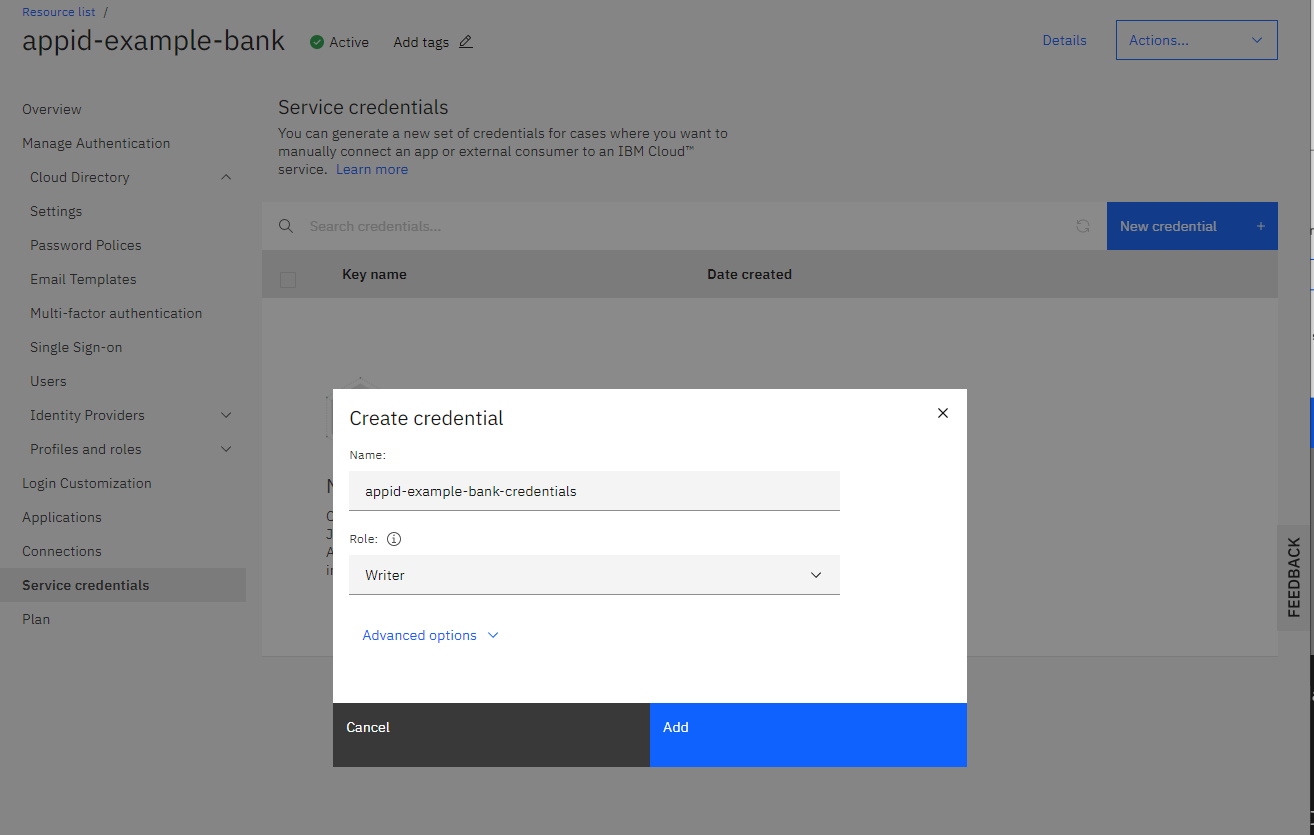 Resource list /
appid-example-bank
Active
Add tags
Details
Actions...
Overview
Manage Authentication
Cloud Directory
Settings
Password Polices
Email Templates
Multi-factor authentication
Single Sign-on
Users
Identity Providers
Profiles and roles
Login Customization
Applications
Connections
Service credentials
Plan
Service credentials
You can generate a new set of credentials for cases where you want to
manually connect an app or external consumer to an IBM Cloud™
service. Learn more
Search credentials...
New credential +
Key name
Date created
Create credential
Name:
appid-example-bank-credentials
Role:
Writer
Advanced options
Cancel
Add
FEEDBACK